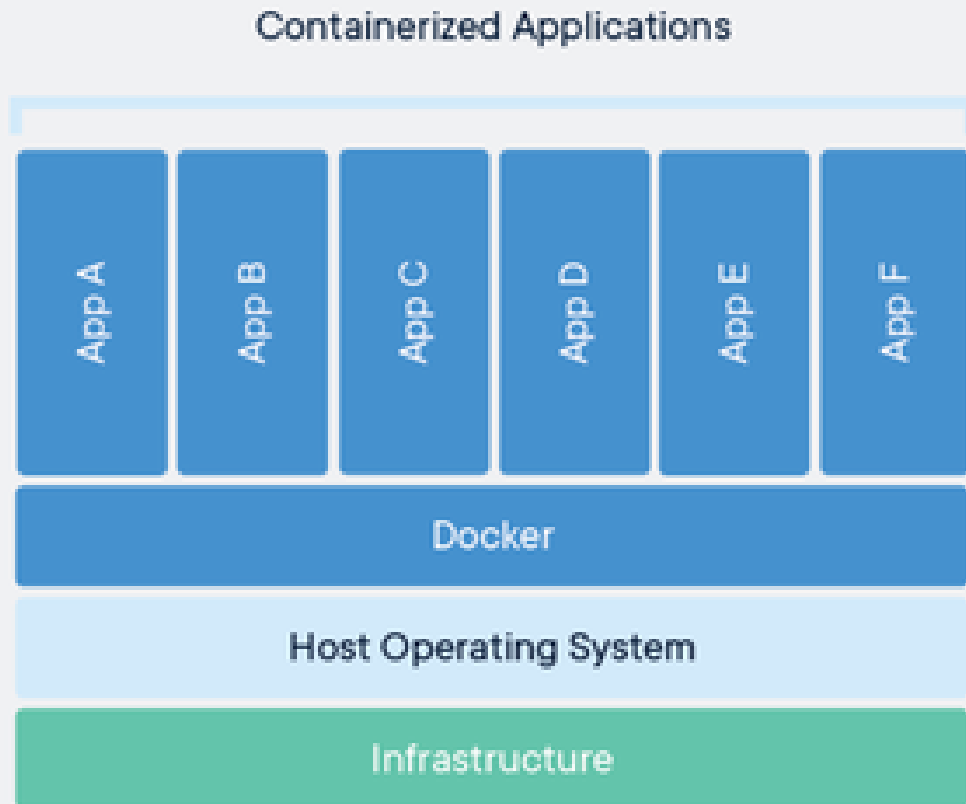 Containerized Applications
App A
App B
App C
App D
App E
App F
Docker
Host Operating System
Infrastructure